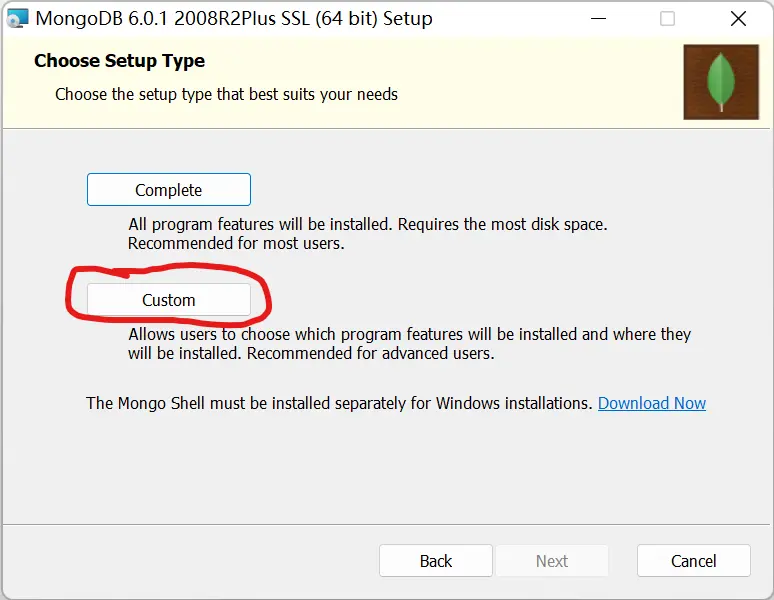 MongoDB 6.0.1 2008R2Plus SSL (64 bit) Setup
Choose Setup Type
Choose the setup type that best suits your needs
Complete
All program features will be installed. Requires the most disk space.
Recommended for most users.
Custom
Allows users to choose which program features will be installed and where they
will be installed. Recommended for advanced users.
The Mongo Shell must be installed separately for Windows installations. Download Now
Back Next Cancel